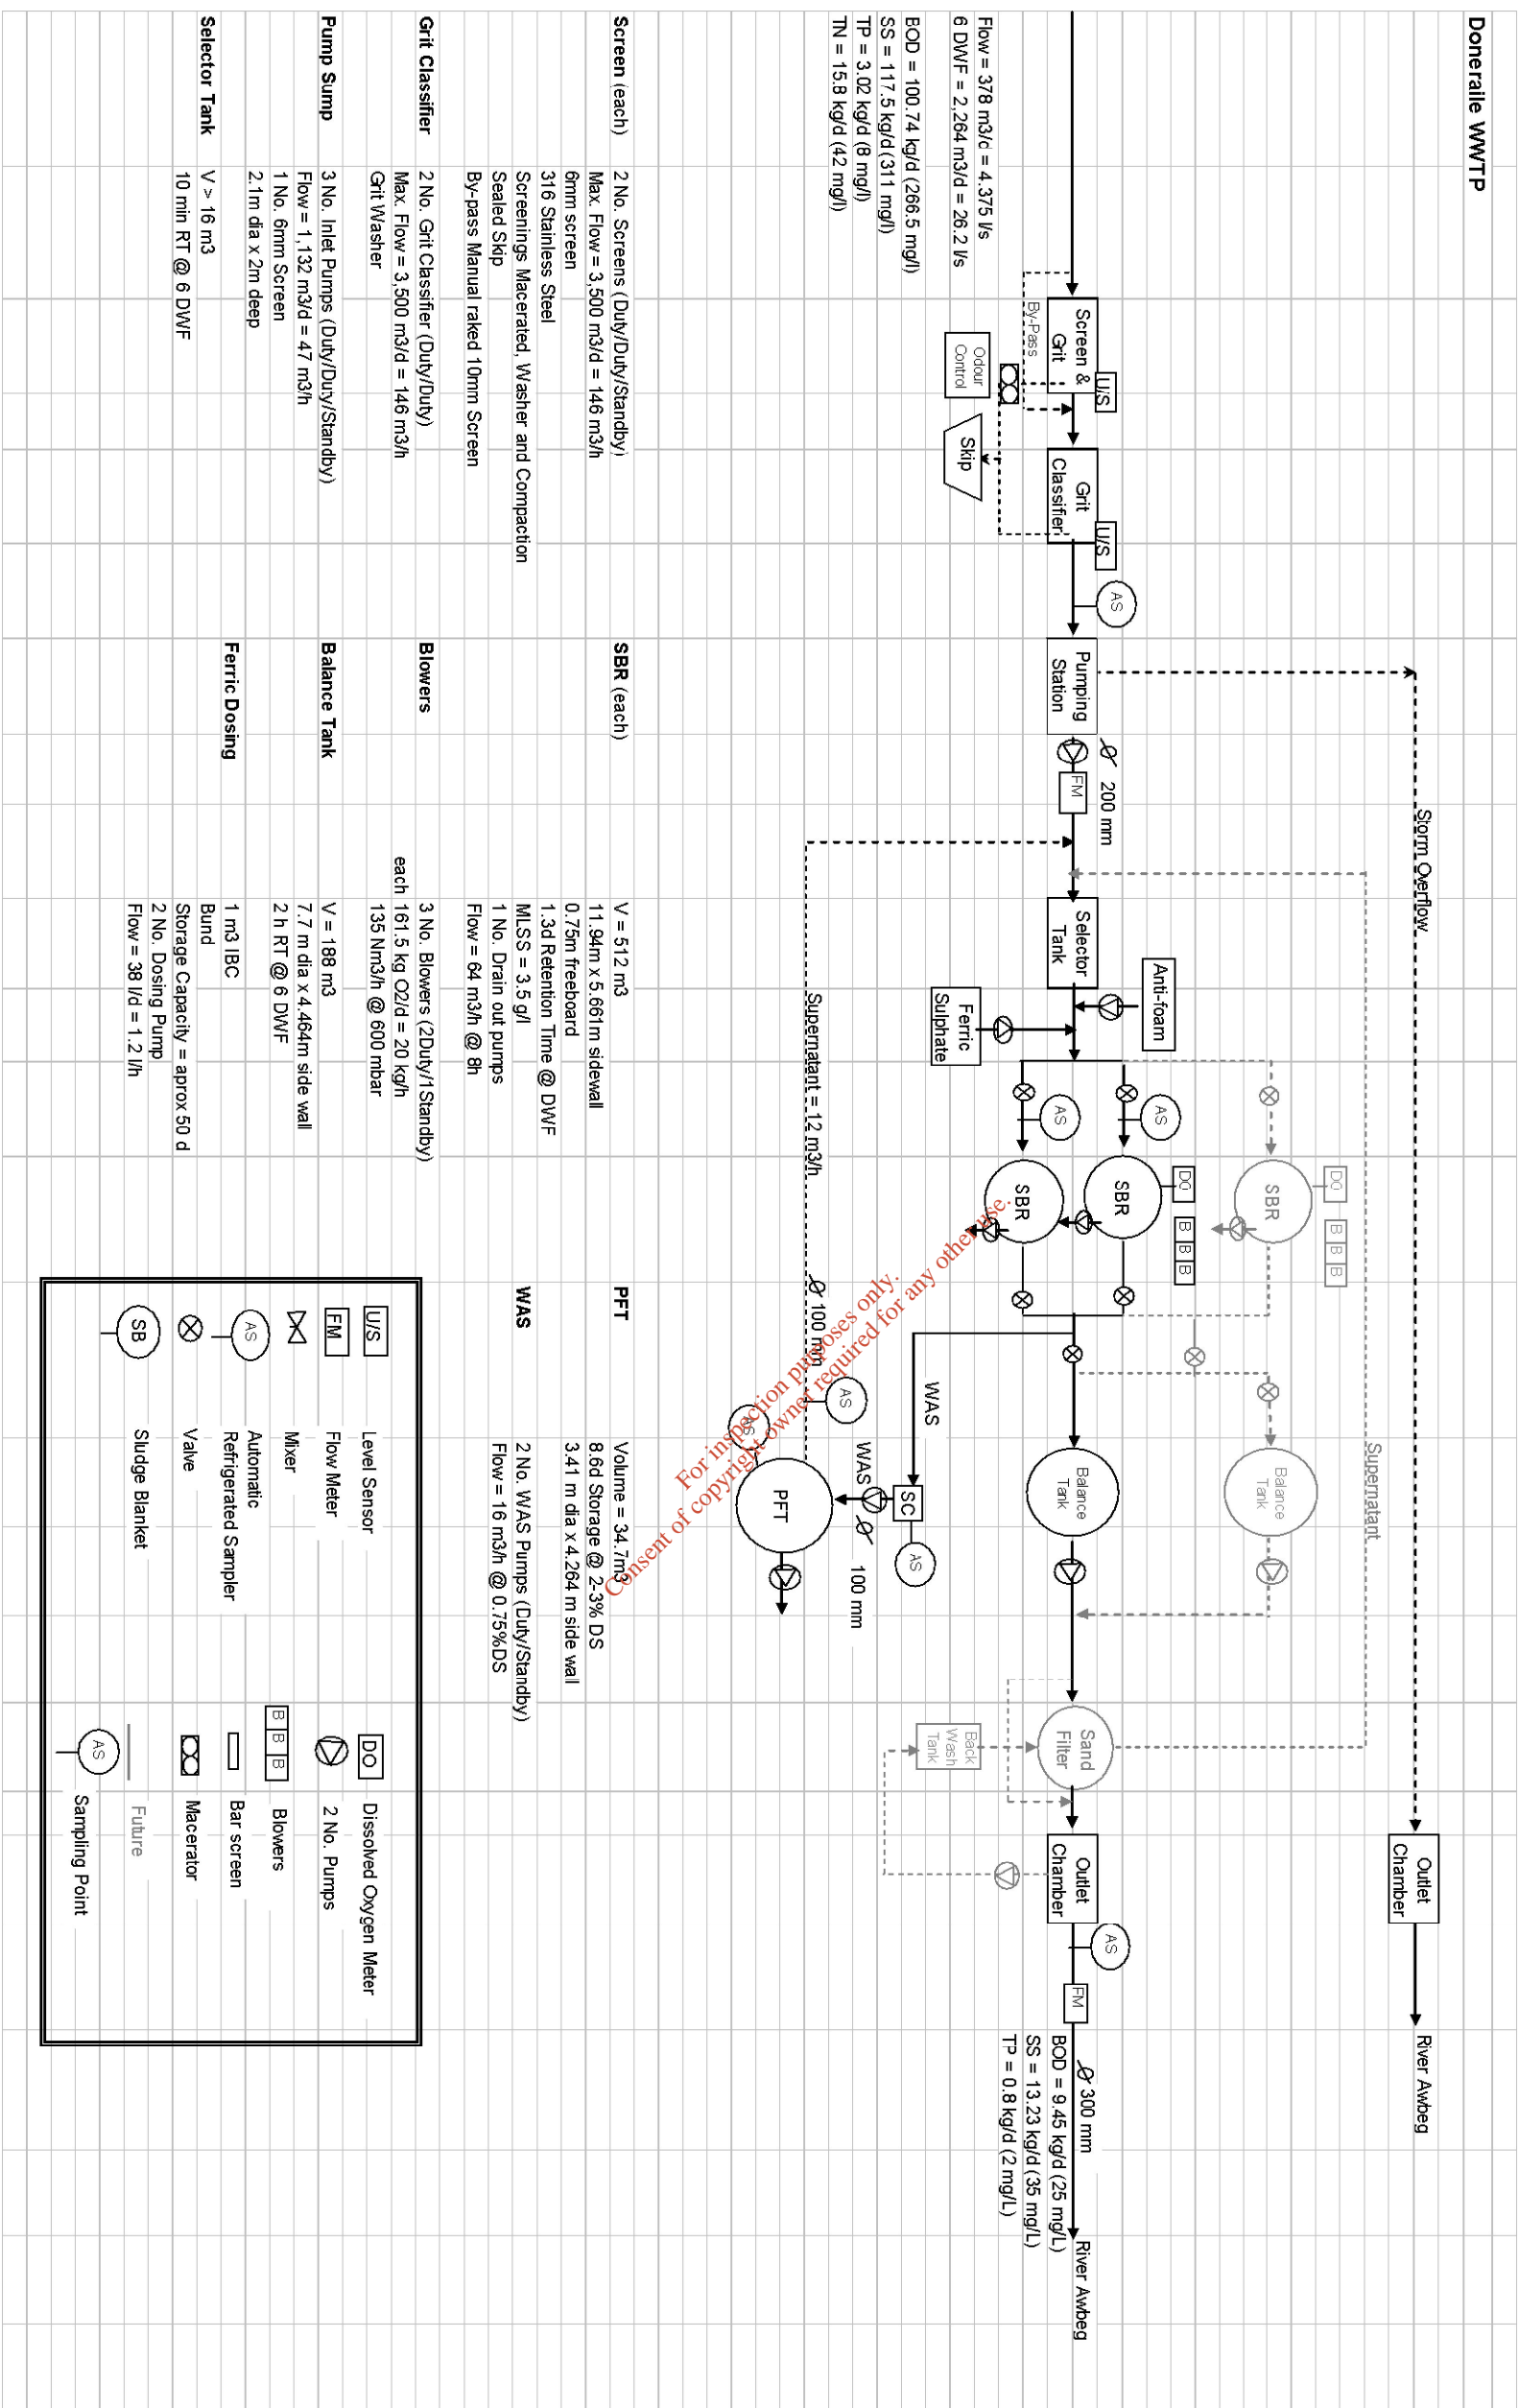 Doneraile WWTP
Storm Overflow
Outlet
Chamber
River Awbeg
Supernatant
DO
B B B
SBR
Balance
Tank
U/S
U/S
AS
200 mm
Anti-foam
AS
DO
B B B
SBR
Screen &
Grit
Grit
Classifier
Pumping
Station
FM
Selector
Tank
Balance
Tank
Sand
Filter
Outlet
Chamber
AS
FM
300 mm
River Awbeg
BOD = 9.45 kg/d (25 mg/L)
SS = 13.23 kg/d (35 mg/L)
TP = 0.8 kg/d (2 mg/L)
By-Pass
Odour
Control
Skip
Ferric
Sulphate
AS
SBR
WAS
SC
AS
Back
Wash
Tank
Flow = 378 m3/d = 4.375 l/s
6 DWF = 2,264 m3/d = 26.2 l/s
BOD = 100.74 kg/d (266.5 mg/l)
SS = 117.5 kg/d (311 mg/l)
TP = 3.02 kg/d (8 mg/l)
TN = 15.8 kg/d (42 mg/l)
Supernatant = 12 m3/h
100 mm
AS
WAS
100 mm
AS
PFT
For inspection purposes only.
Consent of copyright owner required for any other use.
Screen (each)
2 No. Screens (Duty/Duty/Standby)
Max. Flow = 3,500 m3/d = 146 m3/h
6mm screen
316 Stainless Steel
Screenings Macerated, Washer and Compaction
Sealed Skip
By-pass Manual raked 10mm Screen
Grit Classifier
2 No. Grit Classifier (Duty/Duty)
Max. Flow = 3,500 m3/d = 146 m3/h
Grit Washer
Pump Sump
3 No. Inlet Pumps (Duty/Duty/Standby)
Flow = 1,132 m3/d = 47 m3/h
1 No. 6mm Screen
2.1m dia x 2m deep
Selector Tank
V > 16 m3
10 min RT @ 6 DWF
SBR (each)
V = 512 m3
11.94m x 5.661m sidewall
0.75m freeboard
1.3d Retention Time @ DWF
MLSS = 3.5 g/l
1 No. Drain out pumps
Flow = 64 m3/h @ 8h
Blowers
3 No. Blowers (2Duty/1Standby)
each 161.5 kg O2/d = 20 kg/h
135 Nm3/h @ 600 mbar
Balance Tank
V = 188 m3
7.7 m dia x 4.464m side wall
2 h RT @ 6 DWF
Ferric Dosing
1 m3 IBC
Bund
Storage Capacity = aprox 50 d
2 No. Dosing Pump
Flow = 38 l/d = 1.2 l/h
PFT
Volume = 34.7m3
8.6d Storage @ 2-3% DS
3.41 m dia x 4.264 m side wall
WAS
2 No. WAS Pumps (Duty/Standby)
Flow = 16 m3/h @ 0.75%DS
U/S Level Sensor
FM Flow Meter
Mixer
AS Automatic
Refrigerated Sampler
Valve
SB Sludge Blanket
DO Dissolved Oxygen Meter
2 No. Pumps
B B B Blowers
Bar screen
Macerator
Future
AS Sampling Point